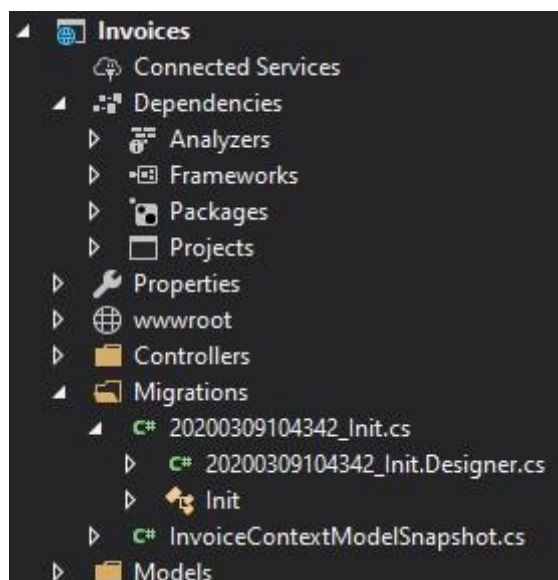 Invoices
Connected Services
Dependencies
Analyzers
Frameworks
Packages
Projects
Properties
wwwroot
Controllers
Migrations
C# 20200309104342_Init.cs
C# 20200309104342_Init.Designer.cs
Init
C# InvoiceContextModelSnapshot.cs
Models